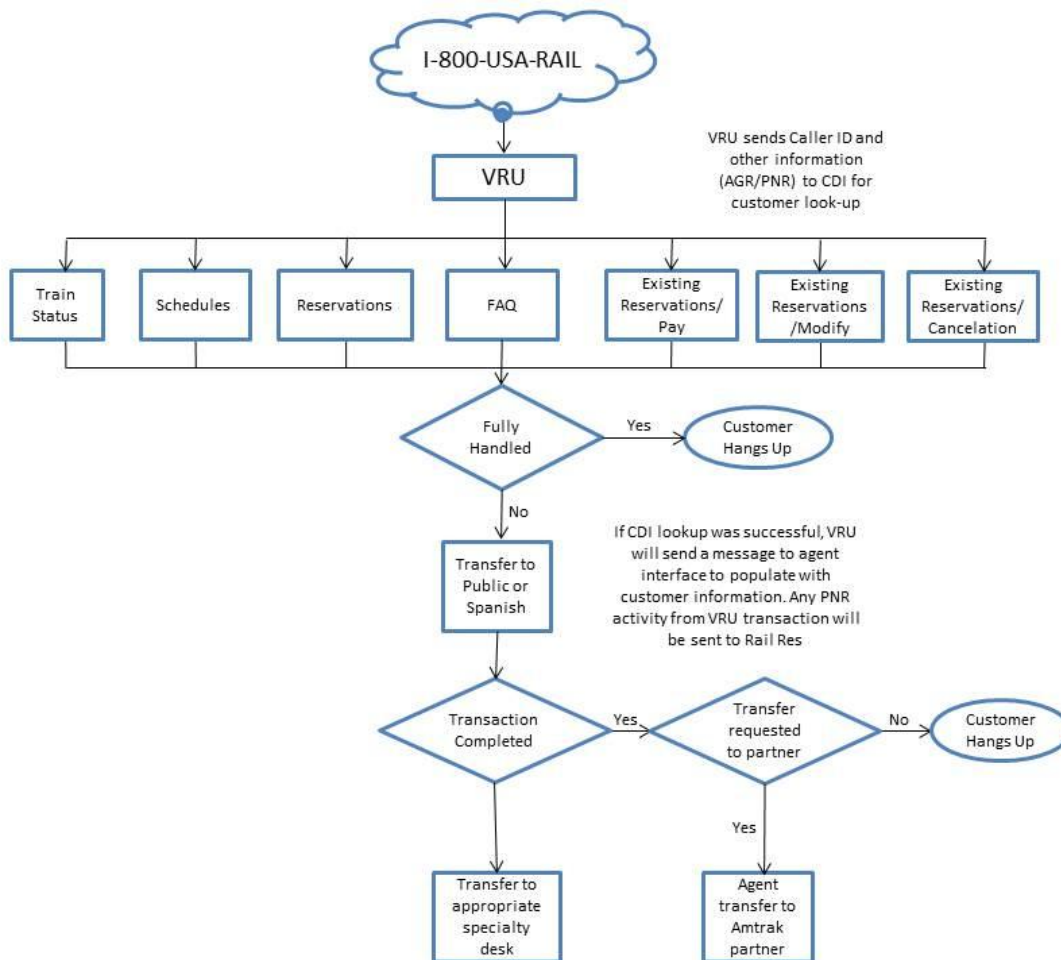 I-800-USA-RAIL
VRU sends Caller ID and
other information
(AGR/PNR) to CDI for
customer look-up
VRU
Train
Status
Schedules
Reservations
FAQ
Existing
Reservations/
Pay
Existing
Reservations
/Modify
Existing
Reservations/
Cancelation
Fully
Handled
Yes
Customer
Hangs Up
No
If CDI lookup was successful, VRU
will send a message to agent
interface to populate with
customer information. Any PNR
activity from VRU transaction will
be sent to Rail Res
Transfer to
Public or
Spanish
Transaction
Completed
Yes
Transfer
requested
to partner
No
Customer
Hangs Up
Yes
Transfer to
appropriate
specialty
desk
Agent
transfer to
Amtrak
partner